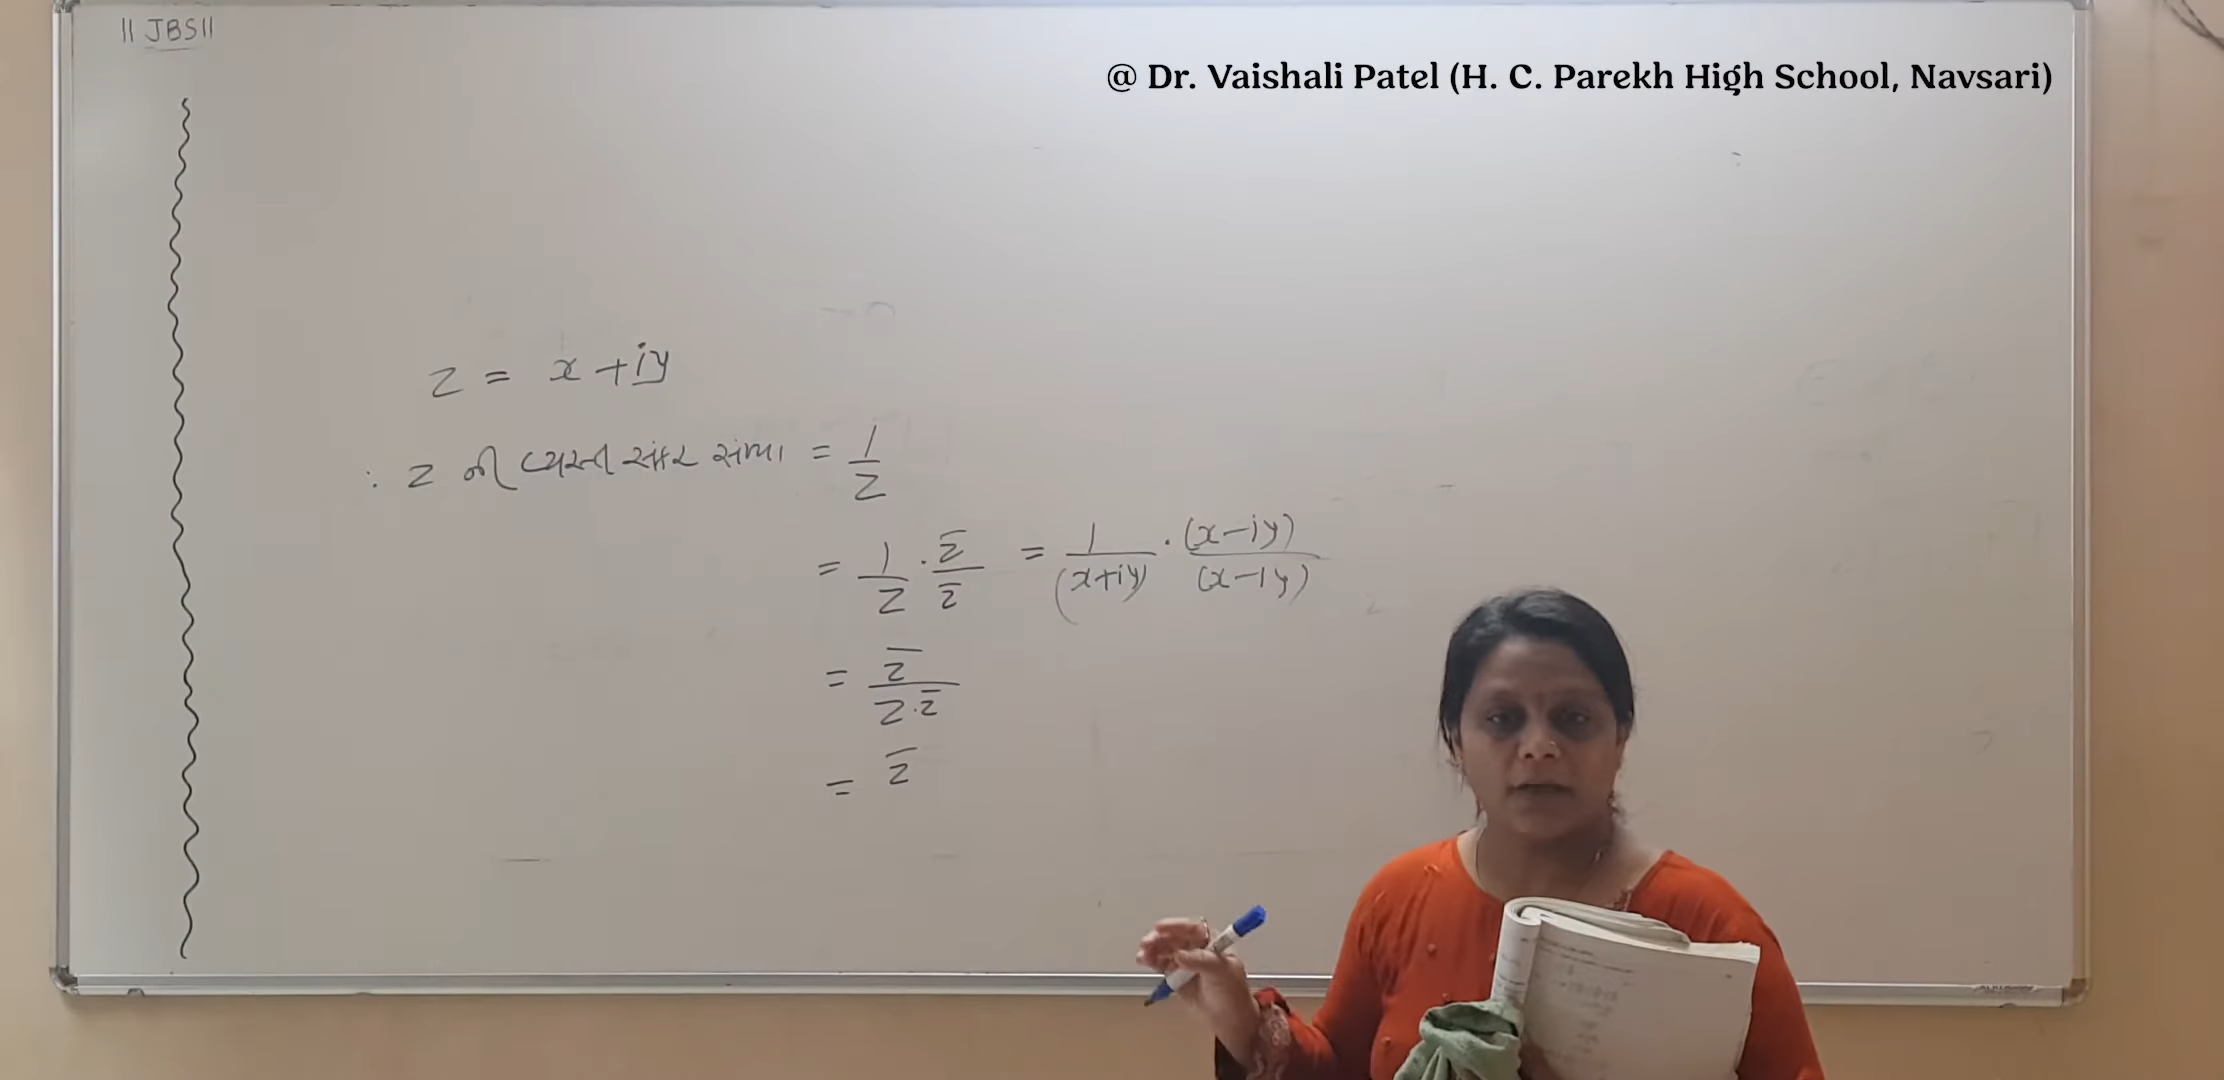 || JBS ||
@ Dr. Vaishali Patel (H. C. Parekh High School, Navsari)
z = x + iy
∴ z ની વ્યસ્ત સંકર સંખ્યા = 1/z
= 1/z · z̅/z̅ = 1/(x+iy) · (x-iy)/(x-iy)
= z̅/(z·z̅)
= z̅